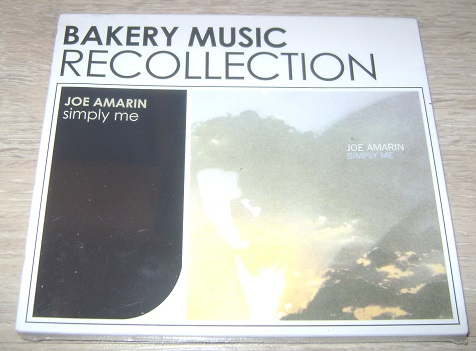 BAKERY MUSIC
RECOLLECTION
JOE AMARIN
simply me
JOE AMARIN
SIMPLY ME